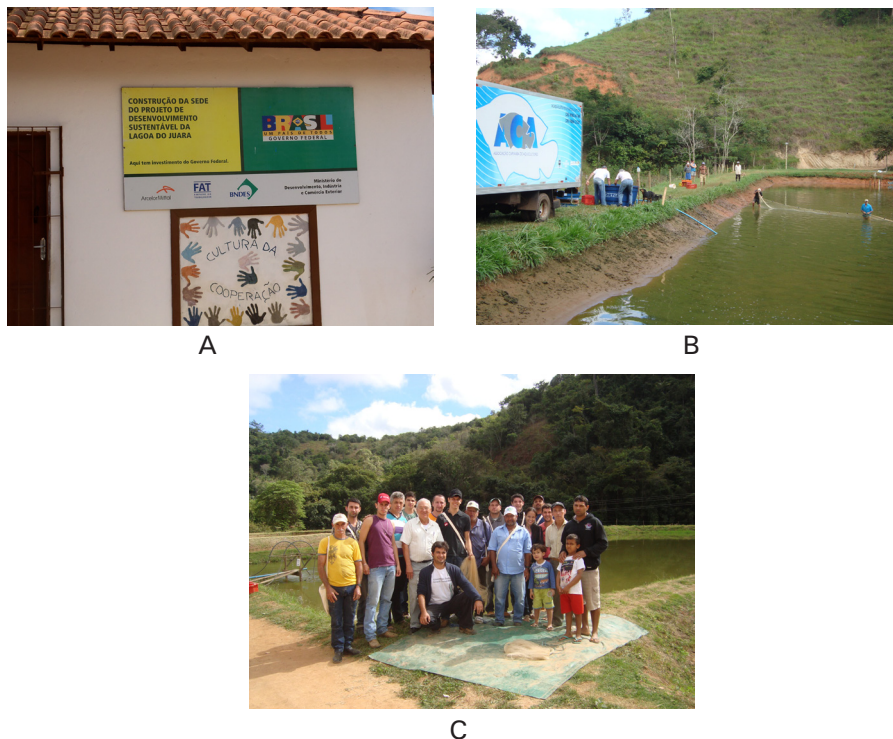 CONSTRUÇÃO DA SEDE
DO PROJETO DE
DESENVOLVIMENTO
SUSTENTÁVEL DA
LAGOA DO JUARA
Aqui tem investimento do Governo Federal.
BRASIL
UM PAÍS DE TODOS
GOVERNO FEDERAL
ArcelorMittal
FAT
BNDES
Ministério do
Desenvolvimento, Indústria
e Comércio Exterior
CULTURA DA
COOPERAÇÃO
A
B
C